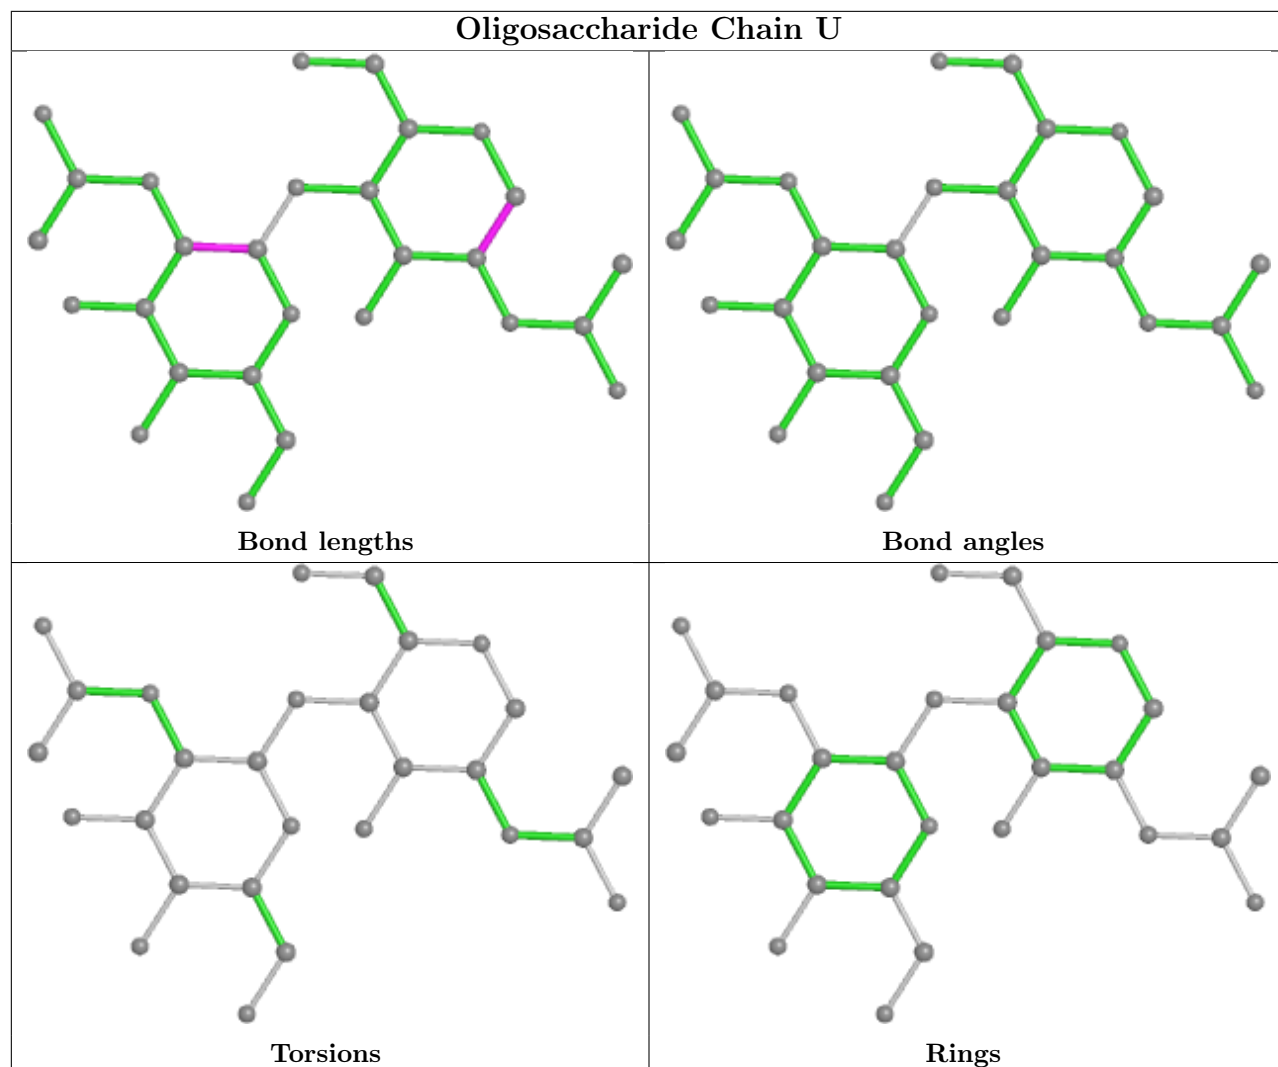 Oligosaccharide Chain U
Bond lengths
Bond angles
Torsions
Rings